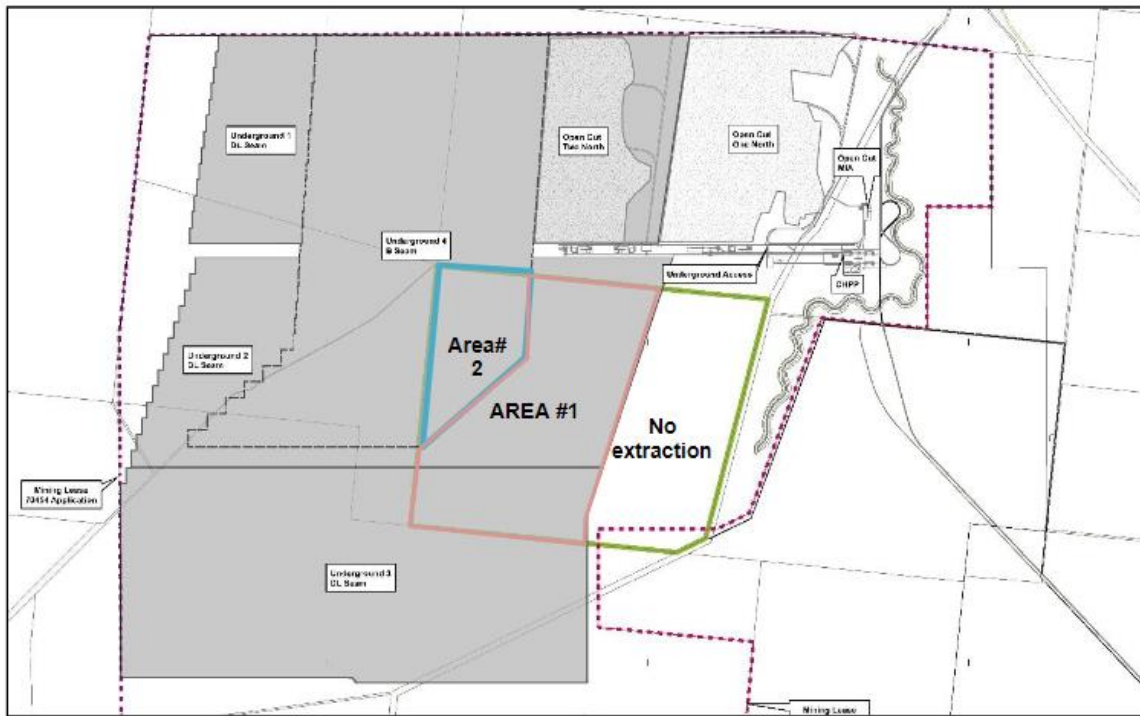 Underground 1
DL Seam
Open Cut
Two North
Open Cut
One North
Open Cut
MIA
Underground 4
B Seam
Underground Access
CHPP
Underground 2
DL Seam
Area#
2
AREA #1
No
extraction
Mining Lease
70454 Application
Underground 3
DL Seam
Mining Lease